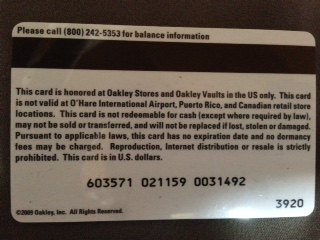 Please call (800) 242-5353 for balance information
This card is honored at Oakley Stores and Oakley Vaults in the US only. This card
is not valid at O'Hare International Airport, Puerto Rico, and Canadian retail store
locations. This card is not redeemable for cash (except where required by law),
may not be sold or transferred, and will not be replaced if lost, stolen or damaged.
Pursuant to applicable laws, this card has no expiration date and no dormancy
fees may be charged. Reproduction, Internet distribution or resale is strictly
prohibited. This card is in U.S. dollars.
603571 021159 0031492
3920
©2009 Oakley, Inc. All Rights Reserved.